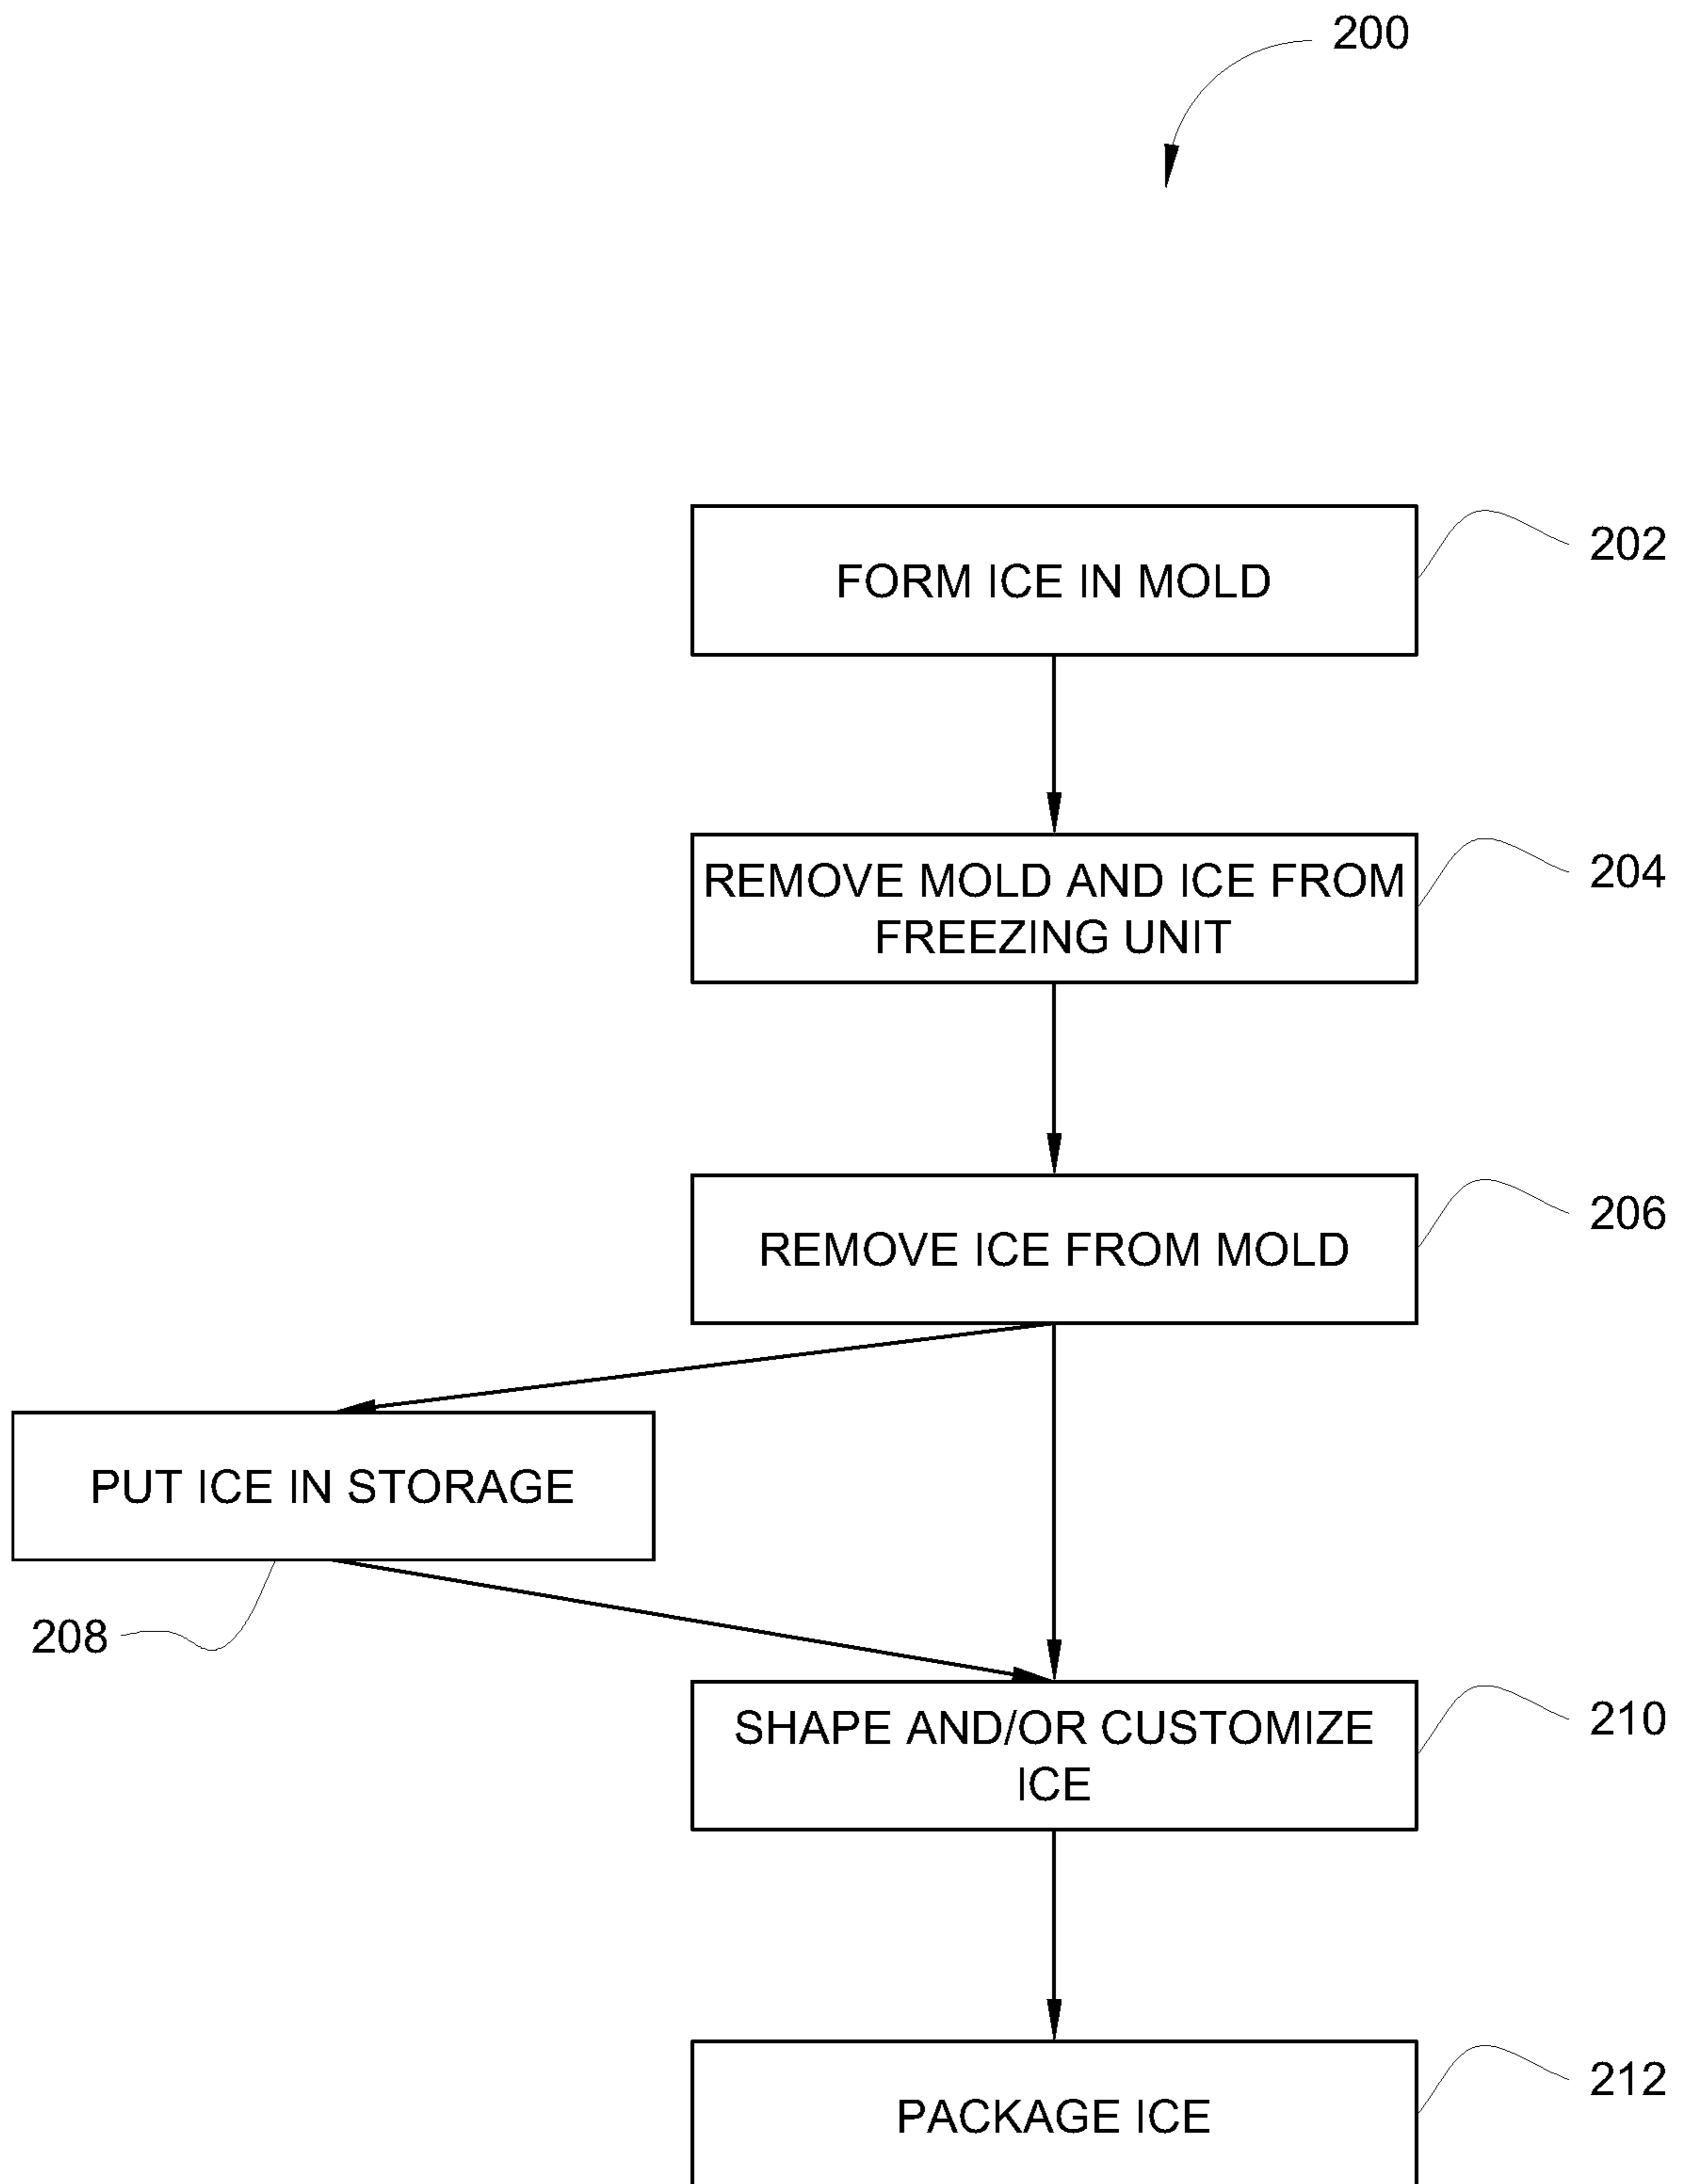 200
FORM ICE IN MOLD
202
REMOVE MOLD AND ICE FROM
FREEZING UNIT
204
REMOVE ICE FROM MOLD
206
PUT ICE IN STORAGE
208
SHAPE AND/OR CUSTOMIZE
ICE
210
PACKAGE ICE
212